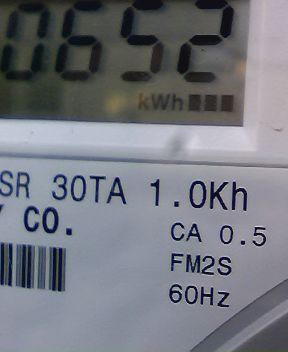 0652
kWh
SR 30TA 1.0Kh
Y CO.
CA 0.5
FM2S
60Hz